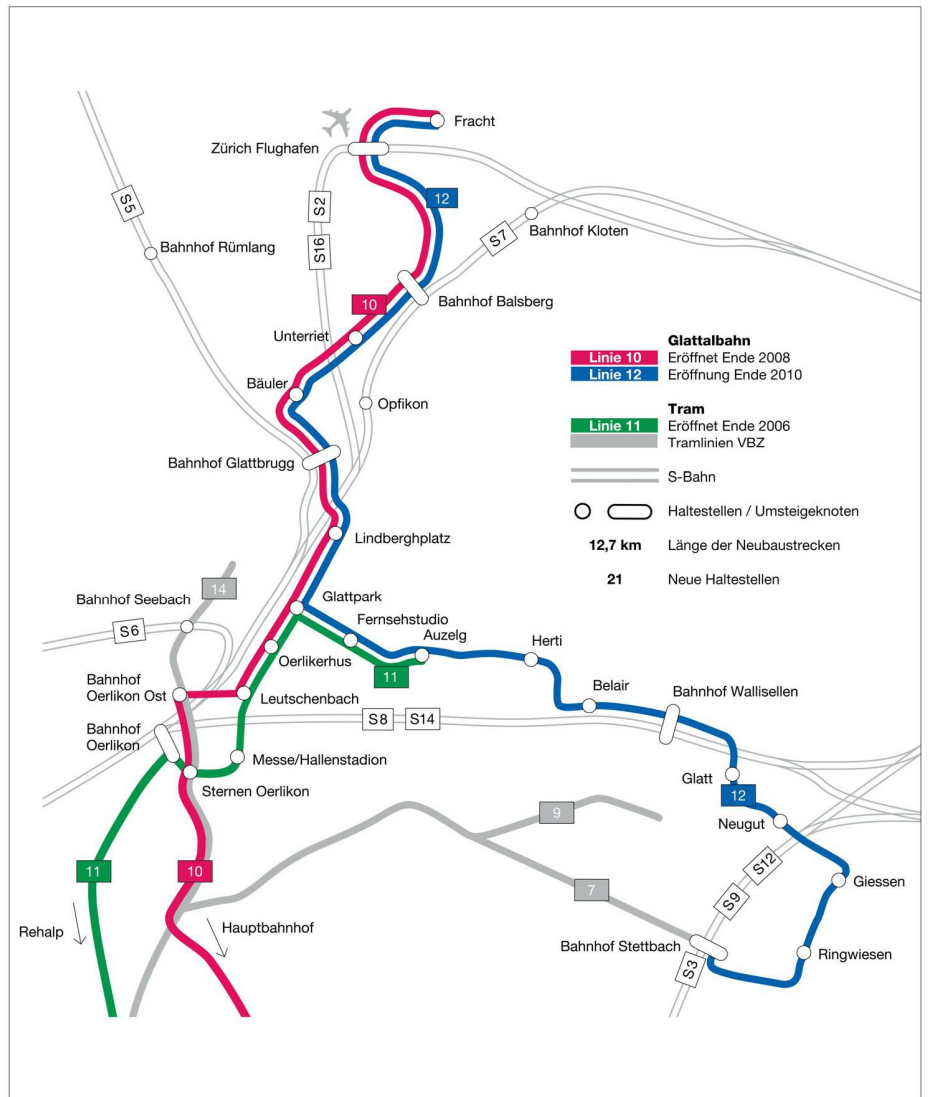 Fracht
Zürich Flughafen
12
S5
S2
S16
S7
Bahnhof Kloten
Bahnhof Rümlang
10
Bahnhof Balsberg
Unterriet
Bäuler
Opfikon
Bahnhof Glattbrugg
Lindberghplatz
Glattalbahn
Linie 10 Eröffnet Ende 2008
Linie 12 Eröffnung Ende 2010
Tram
Linie 11 Eröffnet Ende 2006
Tramlinien VBZ
S-Bahn
Haltestellen / Umsteigeknoten
12,7 km Länge der Neubaustrecken
21 Neue Haltestellen
14
Bahnhof Seebach
S6
Glattpark
Fernsehstudio
Auzelg
Herti
Oerlikerhus
11
Bahnhof
Oerlikon Ost
Leutschenbach
Belair
Bahnhof Wallisellen
Bahnhof
Oerlikon
S8
S14
Messe/Hallenstadion
Sternen Oerlikon
Glatt
12
Neugut
9
11
10
7
S12
S9
Giessen
Rehalp
Hauptbahnhof
Bahnhof Stettbach
S3
Ringwiesen